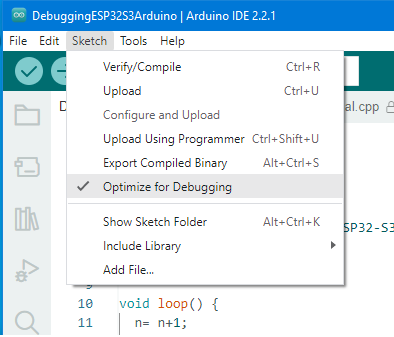 DebuggingESP32S3Arduino | Arduino IDE 2.2.1
File Edit Sketch Tools Help
Verify/Compile Ctrl+R
Upload Ctrl+U
Configure and Upload
al.cpp
Upload Using Programmer Ctrl+Shift+U
Export Compiled Binary Alt+Ctrl+S
Optimize for Debugging
Show Sketch Folder Alt+Ctrl+K
SP32-S3
Include Library
Add File...
10 void loop() {
11 n= n+1;